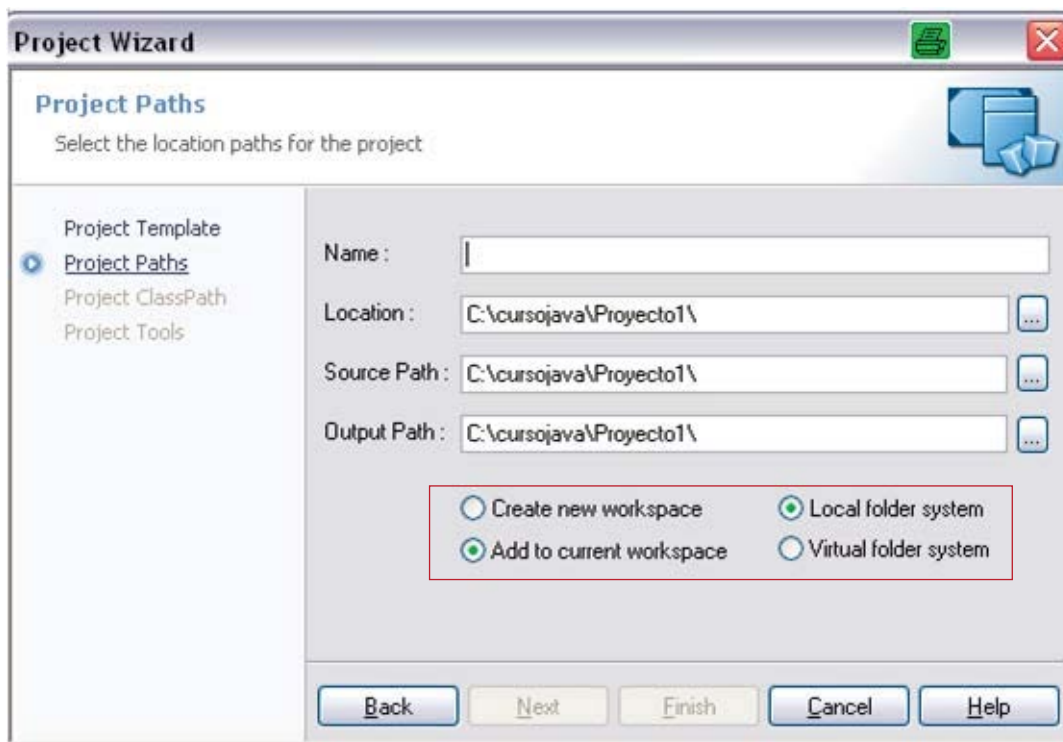 Project Wizard
Project Paths
Select the location paths for the project
Project Template
Project Paths
Project ClassPath
Project Tools
Name :
Location : C:\cursojava\Proyecto1\ ...
Source Path : C:\cursojava\Proyecto1\ ...
Output Path : C:\cursojava\Proyecto1\ ...
Create new workspace Local folder system
Add to current workspace Virtual folder system
Back Next Finish Cancel Help